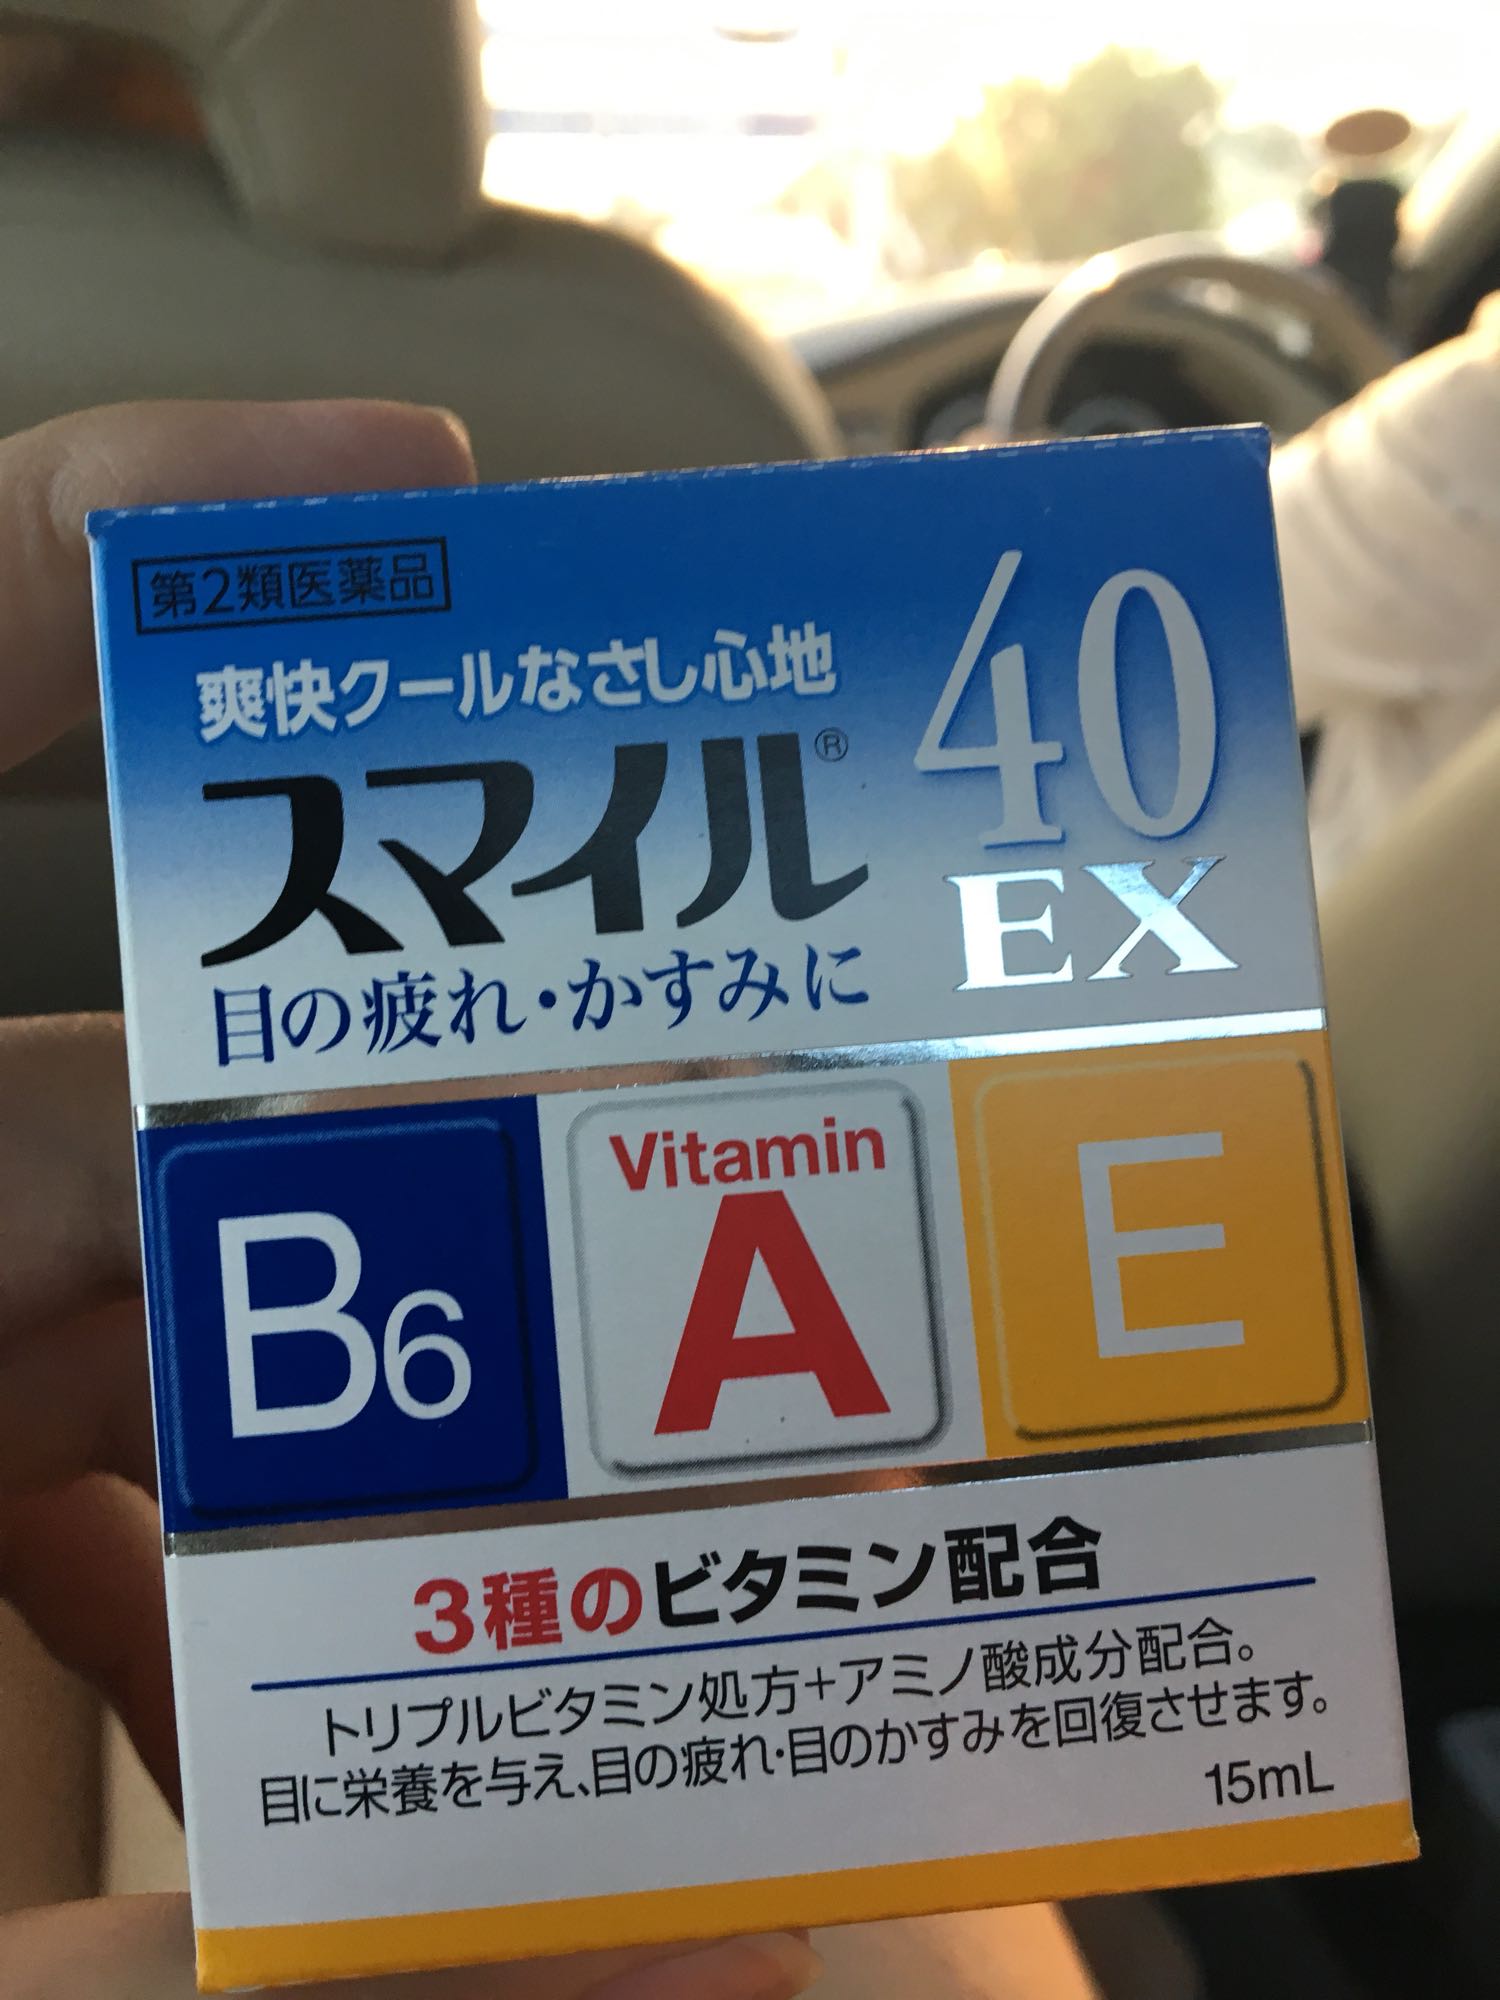 第2類医薬品
爽快クールなさし心地
スマイル®
40
EX
目の疲れ・かすみに
B6
Vitamin
A
E
3種のビタミン配合
トリプルビタミン処方+アミノ酸成分配合。
目に栄養を与え、目の疲れ・目のかすみを回復させます。
15mL